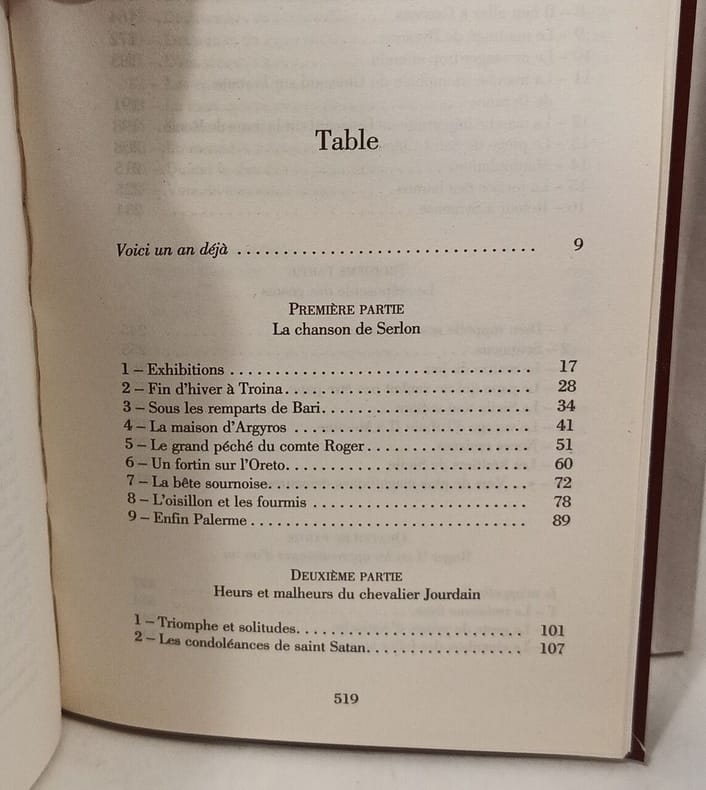 Table
Voici un an déjà ................................ 9
PREMIÈRE PARTIE
La chanson de Serlon
1 – Exhibitions ................................ 17
2 – Fin d'hiver à Troina........................... 28
3 – Sous les remparts de Bari....................... 34
4 – La maison d'Argyros .......................... 41
5 – Le grand péché du comte Roger.................. 51
6 – Un fortin sur l'Oreto.......................... 60
7 – La bête sournoise............................ 72
8 – L'oisillon et les fourmis ........................ 78
9 – Enfin Palerme .............................. 89
DEUXIÈME PARTIE
Heurs et malheurs du chevalier Jourdain
1 – Triomphe et solitudes......................... 101
2 – Les condoléances de saint Satan.................. 107
519